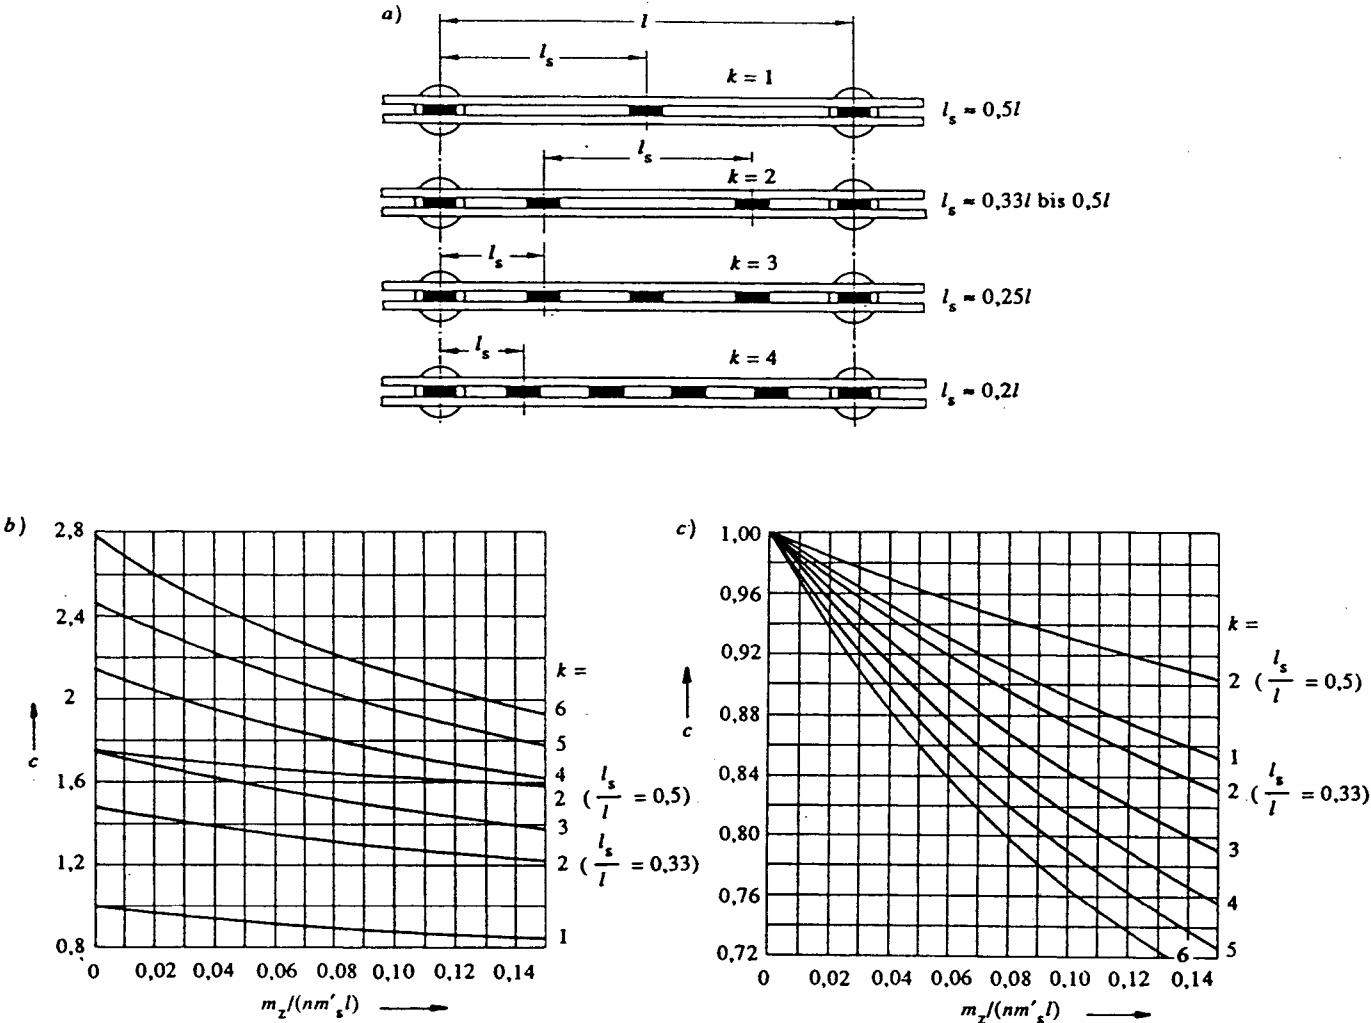 a)
l
l_s
k = 1
l_s ≈ 0,5l
l_s
k = 2
l_s ≈ 0,33l bis 0,5l
l_s
k = 3
l_s ≈ 0,25l
l_s
k = 4
l_s ≈ 0,2l
b)
2,8
2,4
2
1,6
1,2
0,8
c
k =
6
5
4
2 (l_s/l = 0,5)
3
2 (l_s/l = 0,33)
1
0 0,02 0,04 0,06 0,08 0,10 0,12 0,14
m_z/(nm'_s l)
c)
1,00
0,96
0,92
0,88
0,84
0,80
0,76
0,72
c
k =
2 (l_s/l = 0,5)
1
2 (l_s/l = 0,33)
3
4
5
6
0 0,02 0,04 0,06 0,08 0,10 0,12 0,14
m_z/(nm'_s l)